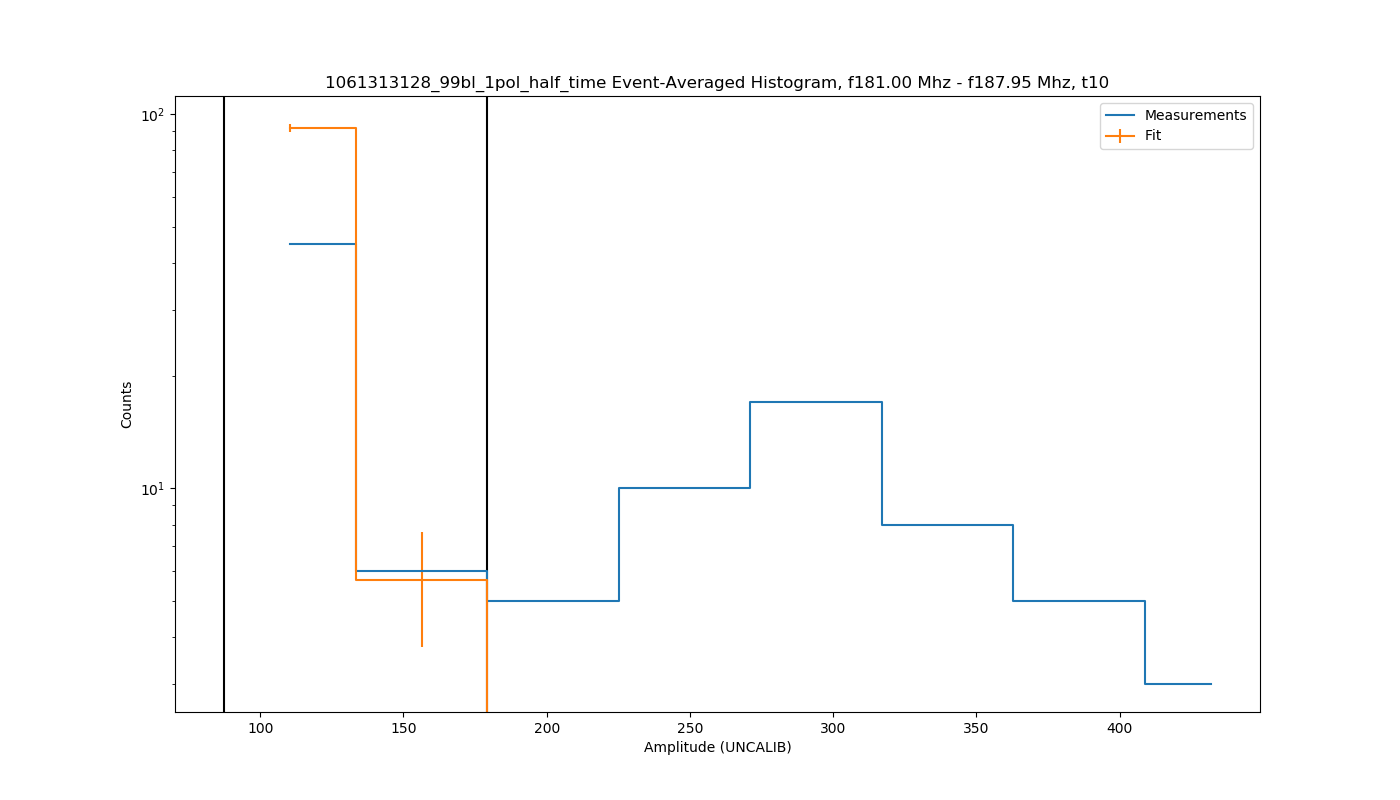 1061313128_99bl_1pol_half_time Event-Averaged Histogram, f181.00 Mhz - f187.95 Mhz, t10
Measurements
Fit
10²
10¹
Counts
100 150 200 250 300 350 400
Amplitude (UNCALIB)